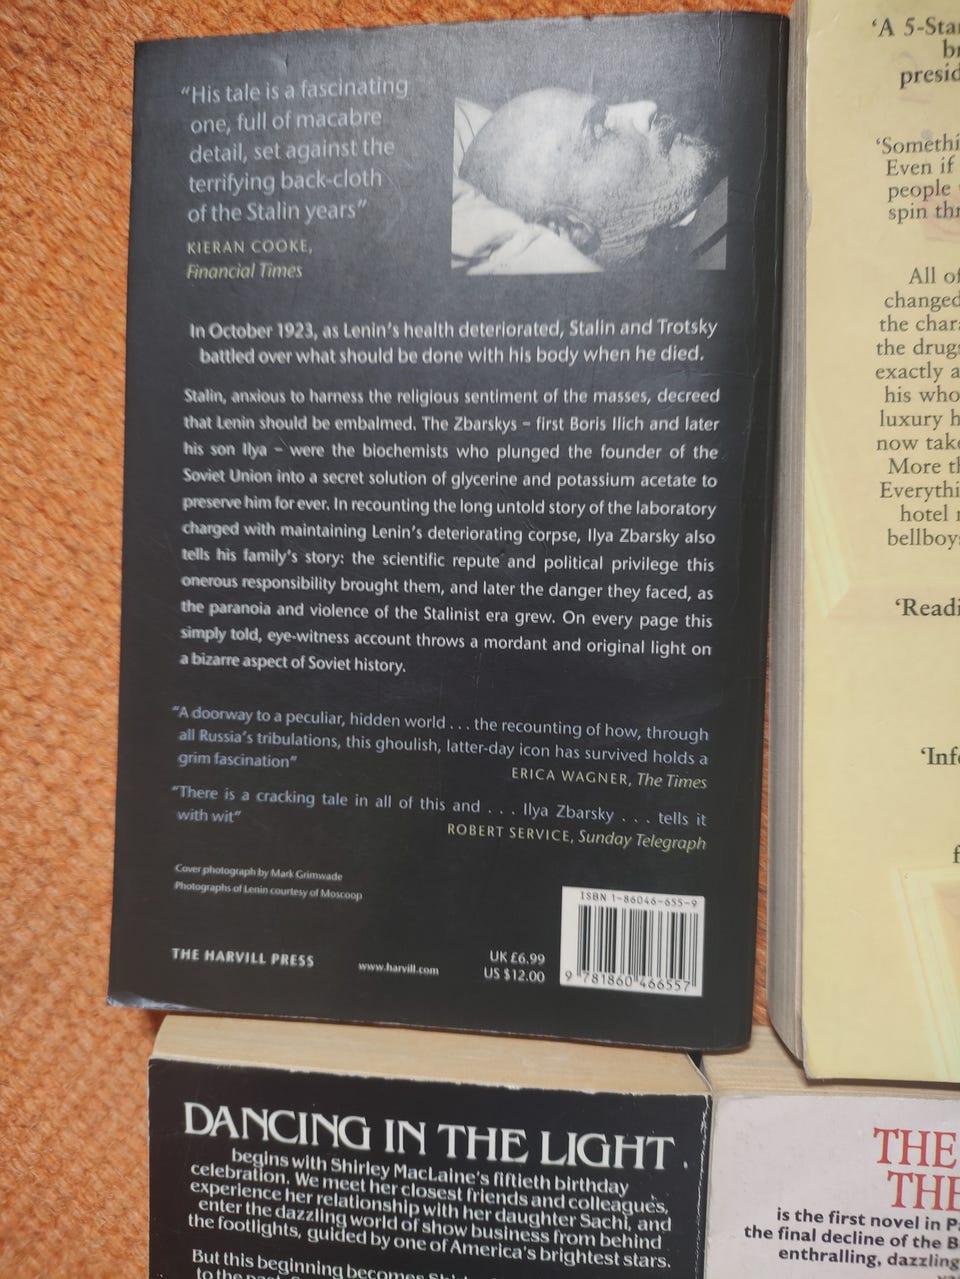 “His tale is a fascinating
one, full of macabre
detail, set against the
terrifying back-cloth
of the Stalin years”
KIERAN COOKE,
Financial Times
In October 1923, as Lenin's health deteriorated, Stalin and Trotsky
battled over what should be done with his body when he died.
Stalin, anxious to harness the religious sentiment of the masses, decreed
that Lenin should be embalmed. The Zbarskys – first Boris Ilich and later
his son Ilya – were the biochemists who plunged the founder of the
Soviet Union into a secret solution of glycerine and potassium acetate to
preserve him for ever. In recounting the long untold story of the laboratory
charged with maintaining Lenin's deteriorating corpse, Ilya Zbarsky also
tells his family's story: the scientific repute and political privilege this
onerous responsibility brought them, and later the danger they faced, as
the paranoia and violence of the Stalinist era grew. On every page this
simply told, eye-witness account throws a mordant and original light on
a bizarre aspect of Soviet history.
“A doorway to a peculiar, hidden world . . . the recounting of how, through
all Russia's tribulations, this ghoulish, latter-day icon has survived holds a
grim fascination”
ERICA WAGNER, The Times
“There is a cracking tale in all of this and . . . Ilya Zbarsky . . . tells it
with wit”
ROBERT SERVICE, Sunday Telegraph
Cover photograph by Mark Grimwade
Photographs of Lenin courtesy of Moscoop
THE HARVILL PRESS
www.harvill.com
UK £6.99
US $12.00
ISBN 1-86046-655-9
9 781860 466557
‘A 5-Sta
br
presid
‘Somethi
Even if
people
spin thr
All of
changed
the char
the drugs
exactly a
his who
luxury h
now take
More th
Everythi
hotel
bellboys
‘Readi
‘Info
f
DANCING IN THE LIGHT
begins with Shirley MacLaine's fiftieth birthday
celebration. We meet her closest friends and colleagues,
experience her relationship with her daughter Sachi, and
enter the dazzling world of show business from behind
the footlights, guided by one of America's brightest stars.
But this beginning becomes
to the
THE
THE
is the first novel in
the final decline of the B
enthralling, dazzling